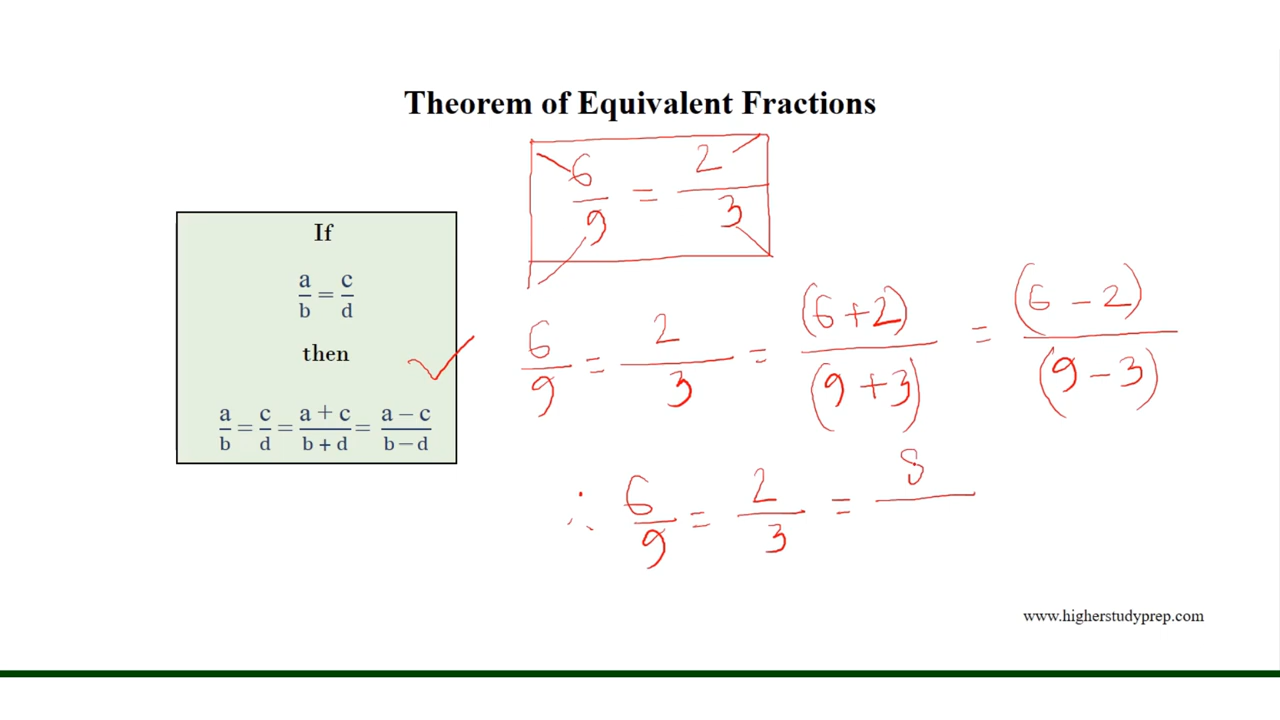 Theorem of Equivalent Fractions
6/9 = 2/3
If
a/b = c/d
then
a/b = c/d = a + c/b + d = a − c/b − d
6/9 = 2/3 = (6+2)/(9+3) = (6−2)/(9−3)
∴ 6/9 = 2/3 = 8/
www.higherstudyprep.com